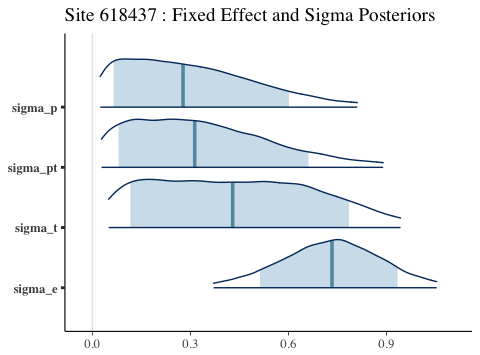 Site 618437 : Fixed Effect and Sigma Posteriors
sigma_p
sigma_pt
sigma_t
sigma_e
0.0 0.3 0.6 0.9